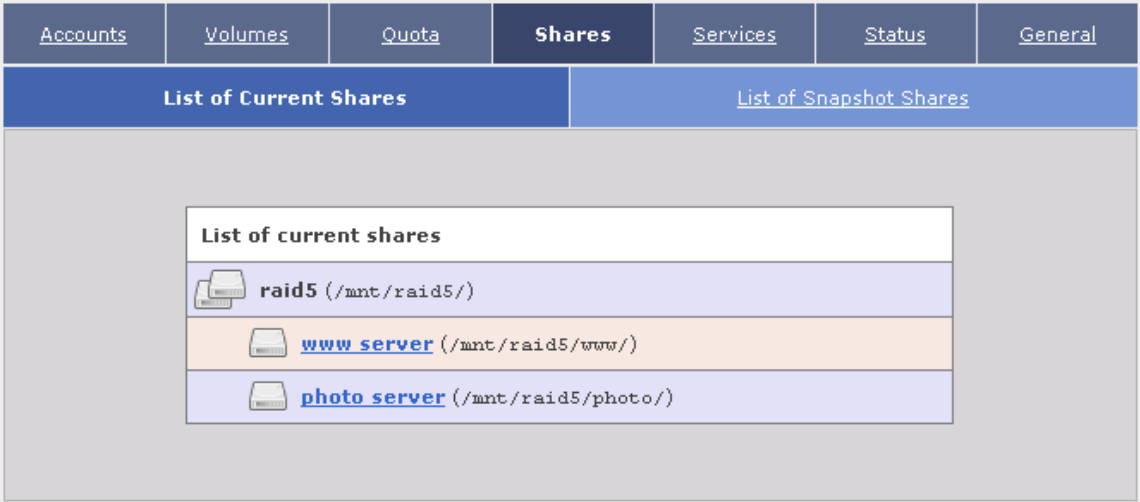 Accounts Volumes Quota Shares Services Status General
List of Current Shares List of Snapshot Shares
List of current shares
raid5 (/mnt/raid5/)
www server (/mnt/raid5/www/)
photo server (/mnt/raid5/photo/)